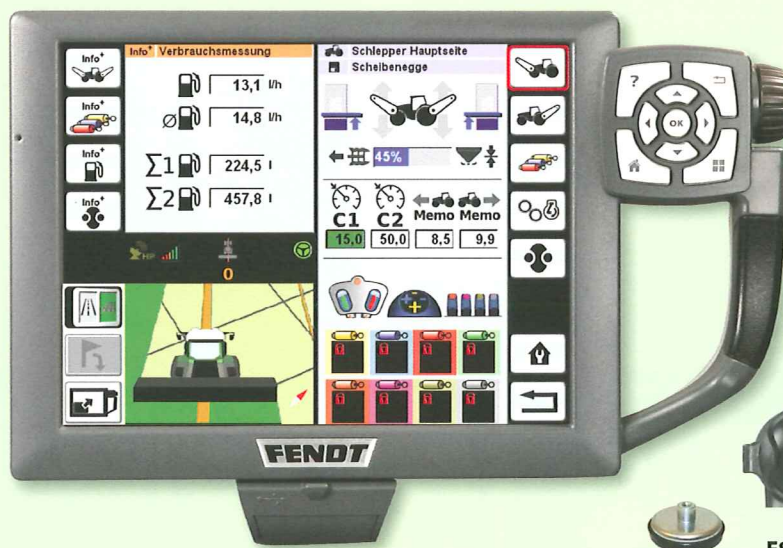 Info+
Info+
Info+
Info+
Info+ Verbrauchsmessung
13,1 l/h
ø 14,8 l/h
Σ1 224,5 l
Σ2 457,8 l
HP
0
Schlepper Hauptseite
Scheibenegge
45%
C1 C2 Memo Memo
15,0 50,0 8,5 9,9
?
OK
FENDT